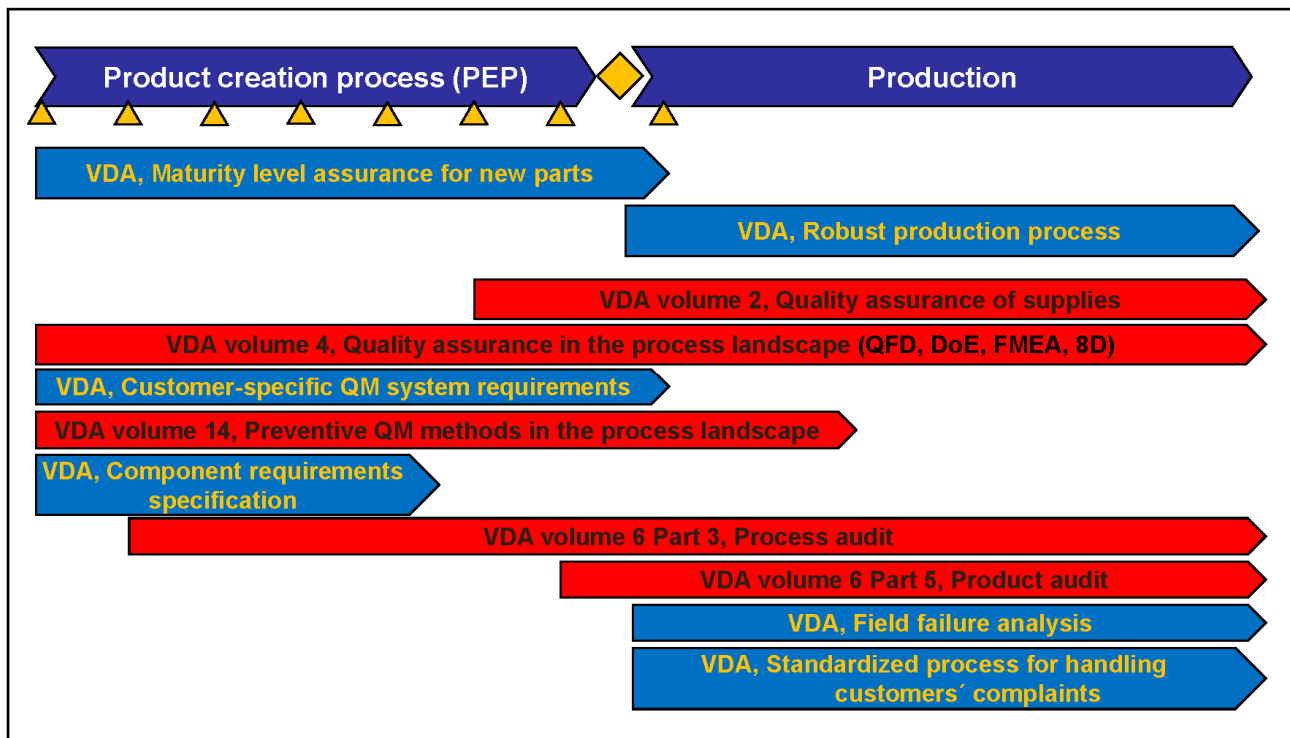 Product creation process (PEP)
Production
VDA, Maturity level assurance for new parts
VDA, Robust production process
VDA volume 2, Quality assurance of supplies
VDA volume 4, Quality assurance in the process landscape (QFD, DoE, FMEA, 8D)
VDA, Customer-specific QM system requirements
VDA volume 14, Preventive QM methods in the process landscape
VDA, Component requirements
specification
VDA volume 6 Part 3, Process audit
VDA volume 6 Part 5, Product audit
VDA, Field failure analysis
VDA, Standardized process for handling
customers´ complaints